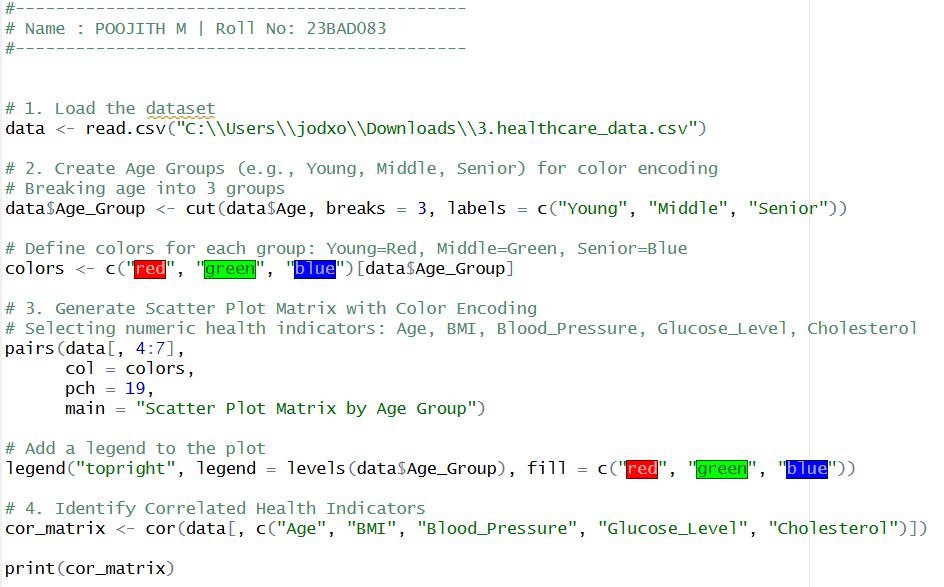 #---------------------------------------------
# Name : POOJITH M | Roll No: 23BAD083
#---------------------------------------------
# 1. Load the dataset
data <- read.csv("C:\\Users\\jodxo\\Downloads\\3.healthcare_data.csv")
# 2. Create Age Groups (e.g., Young, Middle, Senior) for color encoding
# Breaking age into 3 groups
data$Age_Group <- cut(data$Age, breaks = 3, labels = c("Young", "Middle", "Senior"))
# Define colors for each group: Young=Red, Middle=Green, Senior=Blue
colors <- c("red", "green", "blue")[data$Age_Group]
# 3. Generate Scatter Plot Matrix with Color Encoding
# Selecting numeric health indicators: Age, BMI, Blood_Pressure, Glucose_Level, Cholesterol
pairs(data[, 4:7],
      col = colors,
      pch = 19,
      main = "Scatter Plot Matrix by Age Group")
# Add a legend to the plot
legend("topright", legend = levels(data$Age_Group), fill = c("red", "green", "blue"))
# 4. Identify Correlated Health Indicators
cor_matrix <- cor(data[, c("Age", "BMI", "Blood_Pressure", "Glucose_Level", "Cholesterol")])
print(cor_matrix)